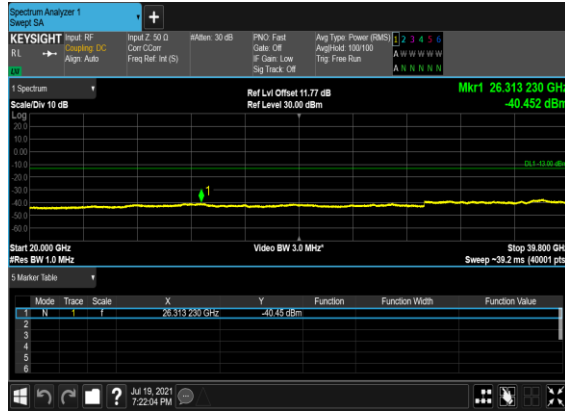 Spectrum Analyzer 1
Swept SA
+
KEYSIGHT Input: RF Input Z: 50 Ω #Atten: 30 dB PNO: Fast Avg Type: Power (RMS) 1 2 3 4 5 6
RL Coupling: DC Corr CCorr Gate: Off Avg|Hold: 100/100 A W W W W W
Align: Auto Freq Ref: Int (S) IF Gain: Low Trig: Free Run
Sig Track: Off A N N N N N
1 Spectrum Ref Lvl Offset 11.77 dB Mkr1 26.313 230 GHz
Scale/Div 10 dB Ref Level 30.00 dBm -40.452 dBm
Log
20.0
10.0
0.00
-10.0 DL1 -13.00 dBm
-20.0
-30.0 1
-40.0
-50.0
-60.0
Start 20.000 GHz Video BW 3.0 MHz* Stop 39.800 GHz
#Res BW 1.0 MHz Sweep ~39.2 ms (40001 pts)
5 Marker Table
Mode Trace Scale X Y Function Function Width Function Value
1 N 1 f 26.313 230 GHz -40.45 dBm
2
3
4
5
6
? Jul 19, 2021
7:22:04 PM